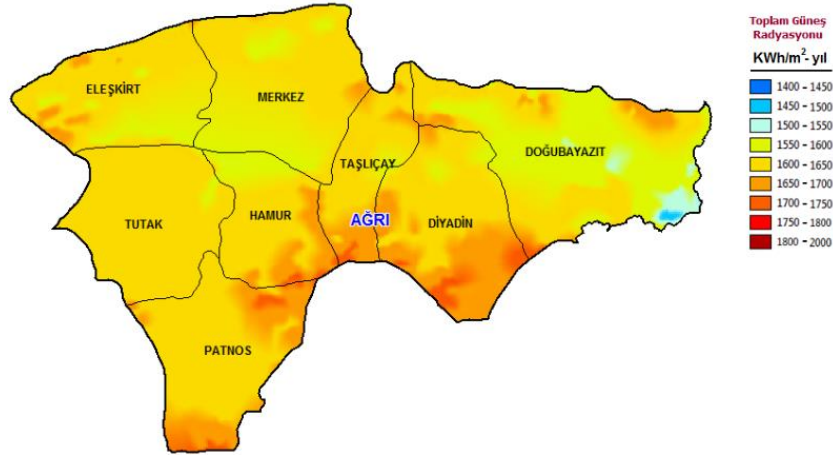 Toplam Güneş
Radyasyonu
KWh/m²- yıl
1400 - 1450
1450 - 1500
1500 - 1550
1550 - 1600
1600 - 1650
1650 - 1700
1700 - 1750
1750 - 1800
1800 - 2000
ELEŞKİRT
MERKEZ
DOĞUBAYAZIT
TAŞLIÇAY
TUTAK
HAMUR
AĞRI
DİYADİN
PATNOS